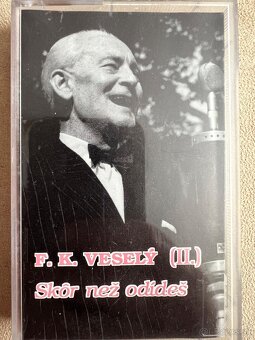 F. K. VESELÝ (II.)
Skôr než odídeš